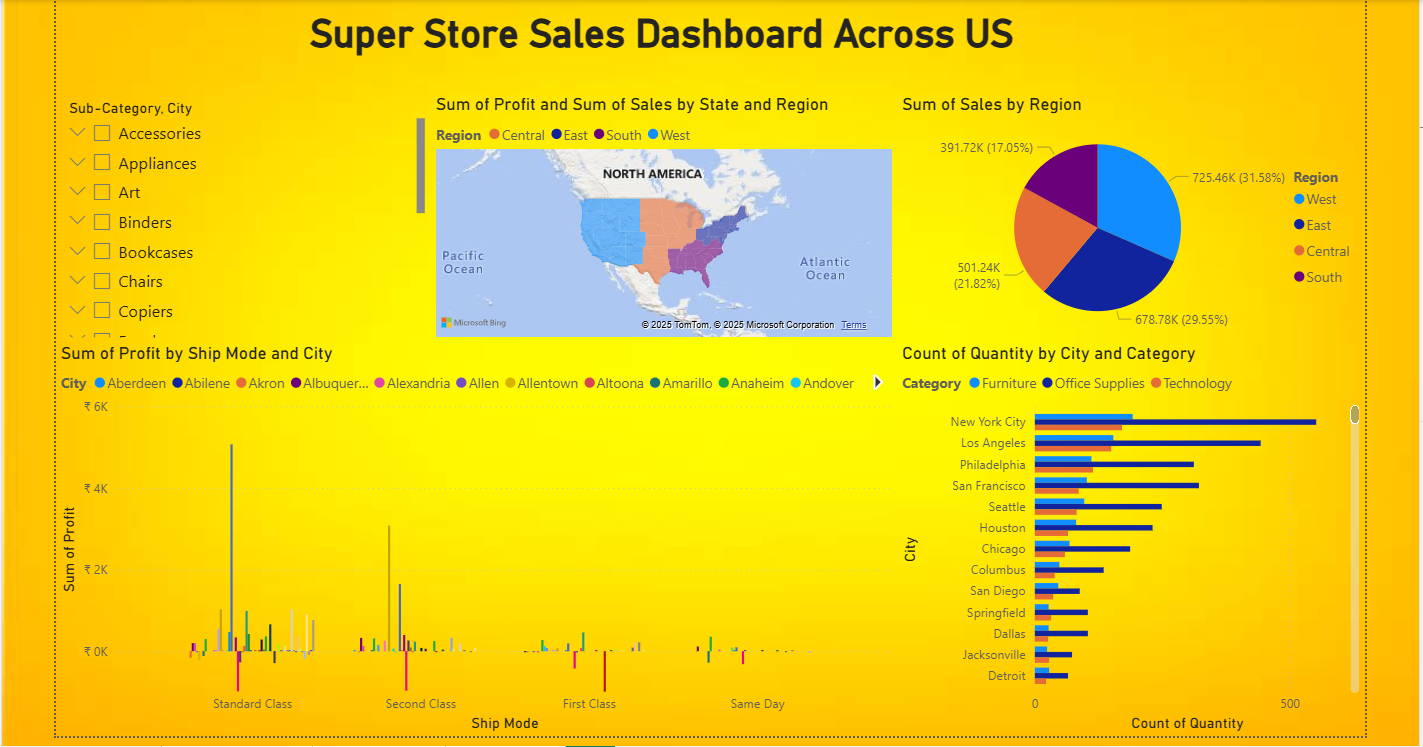 Super Store Sales Dashboard Across US
Sub-Category, City
Accessories
Appliances
Art
Binders
Bookcases
Chairs
Copiers
Sum of Profit and Sum of Sales by State and Region
Region Central East South West
NORTH AMERICA
Pacific
Ocean
Atlantic
Ocean
Microsoft Bing
© 2025 TomTom, © 2025 Microsoft Corporation Terms
Sum of Sales by Region
391.72K (17.05%)
725.46K (31.58%)
501.24K
(21.82%)
678.78K (29.55%)
Region
West
East
Central
South
Sum of Profit by Ship Mode and City
City Aberdeen Abilene Akron Albuquer... Alexandria Allen Allentown Altoona Amarillo Anaheim Andover
₹ 6K
₹ 4K
₹ 2K
₹ 0K
Sum of Profit
Standard Class Second Class First Class Same Day
Ship Mode
Count of Quantity by City and Category
Category Furniture Office Supplies Technology
New York City
Los Angeles
Philadelphia
San Francisco
Seattle
Houston
Chicago
Columbus
San Diego
Springfield
Dallas
Jacksonville
Detroit
City
0 500
Count of Quantity